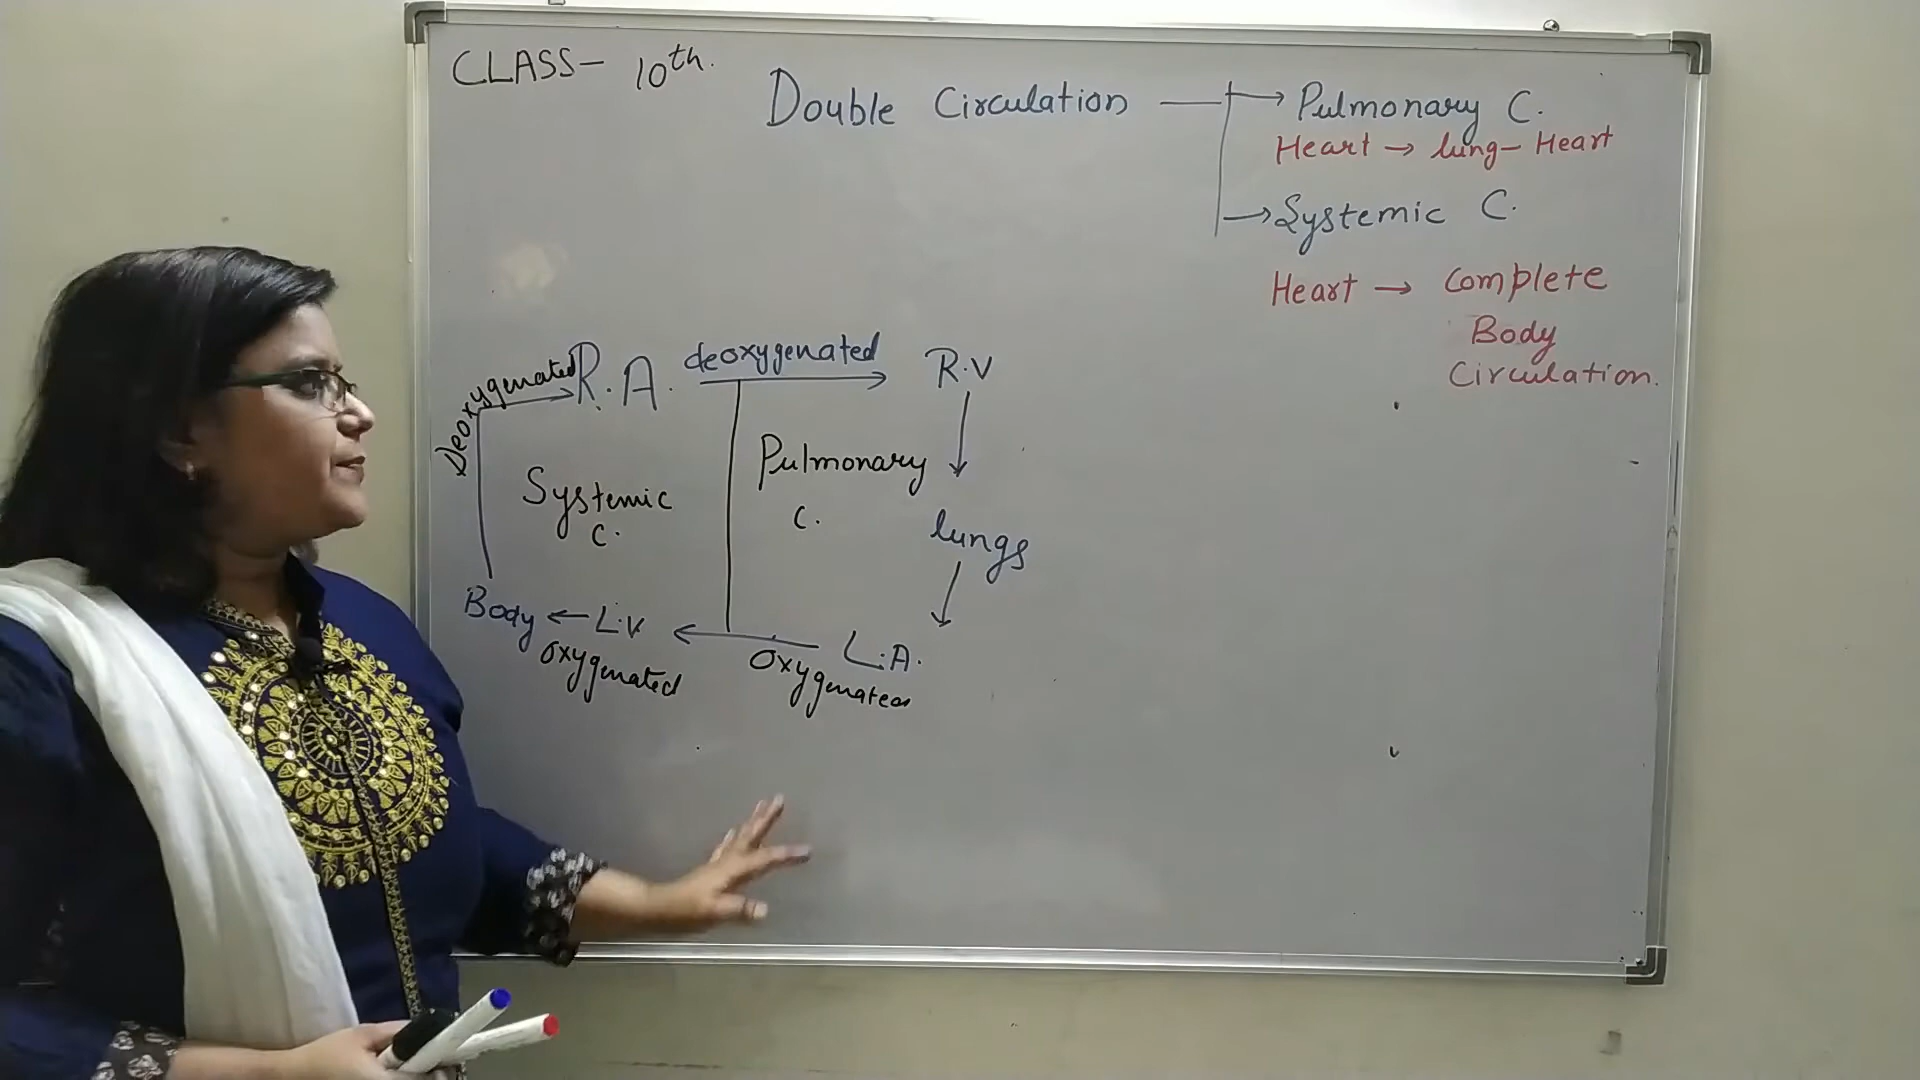 CLASS- 10th.
Double Circulation
Pulmonary C.
Heart → lung- Heart
Systemic C.
Heart → Complete
Body
Circulation.
Deoxygenated
R.A.
deoxygenated
R.V
Systemic
C.
Pulmonary
C.
lungs
Body ← L.V
oxygenated
L.A.
oxygenated